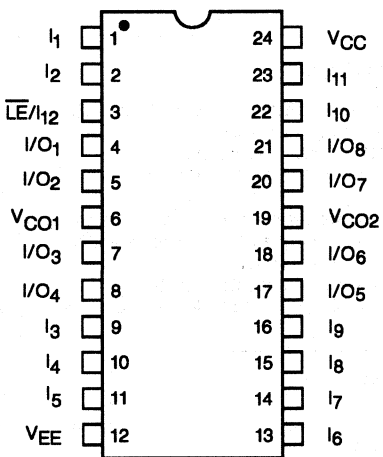 I₁ 1 24 VCC
I₂ 2 23 I₁₁
L̅E̅/I₁₂ 3 22 I₁₀
I/O₁ 4 21 I/O₈
I/O₂ 5 20 I/O₇
VCO1 6 19 VCO2
I/O₃ 7 18 I/O₆
I/O₄ 8 17 I/O₅
I₃ 9 16 I₉
I₄ 10 15 I₈
I₅ 11 14 I₇
VEE 12 13 I₆